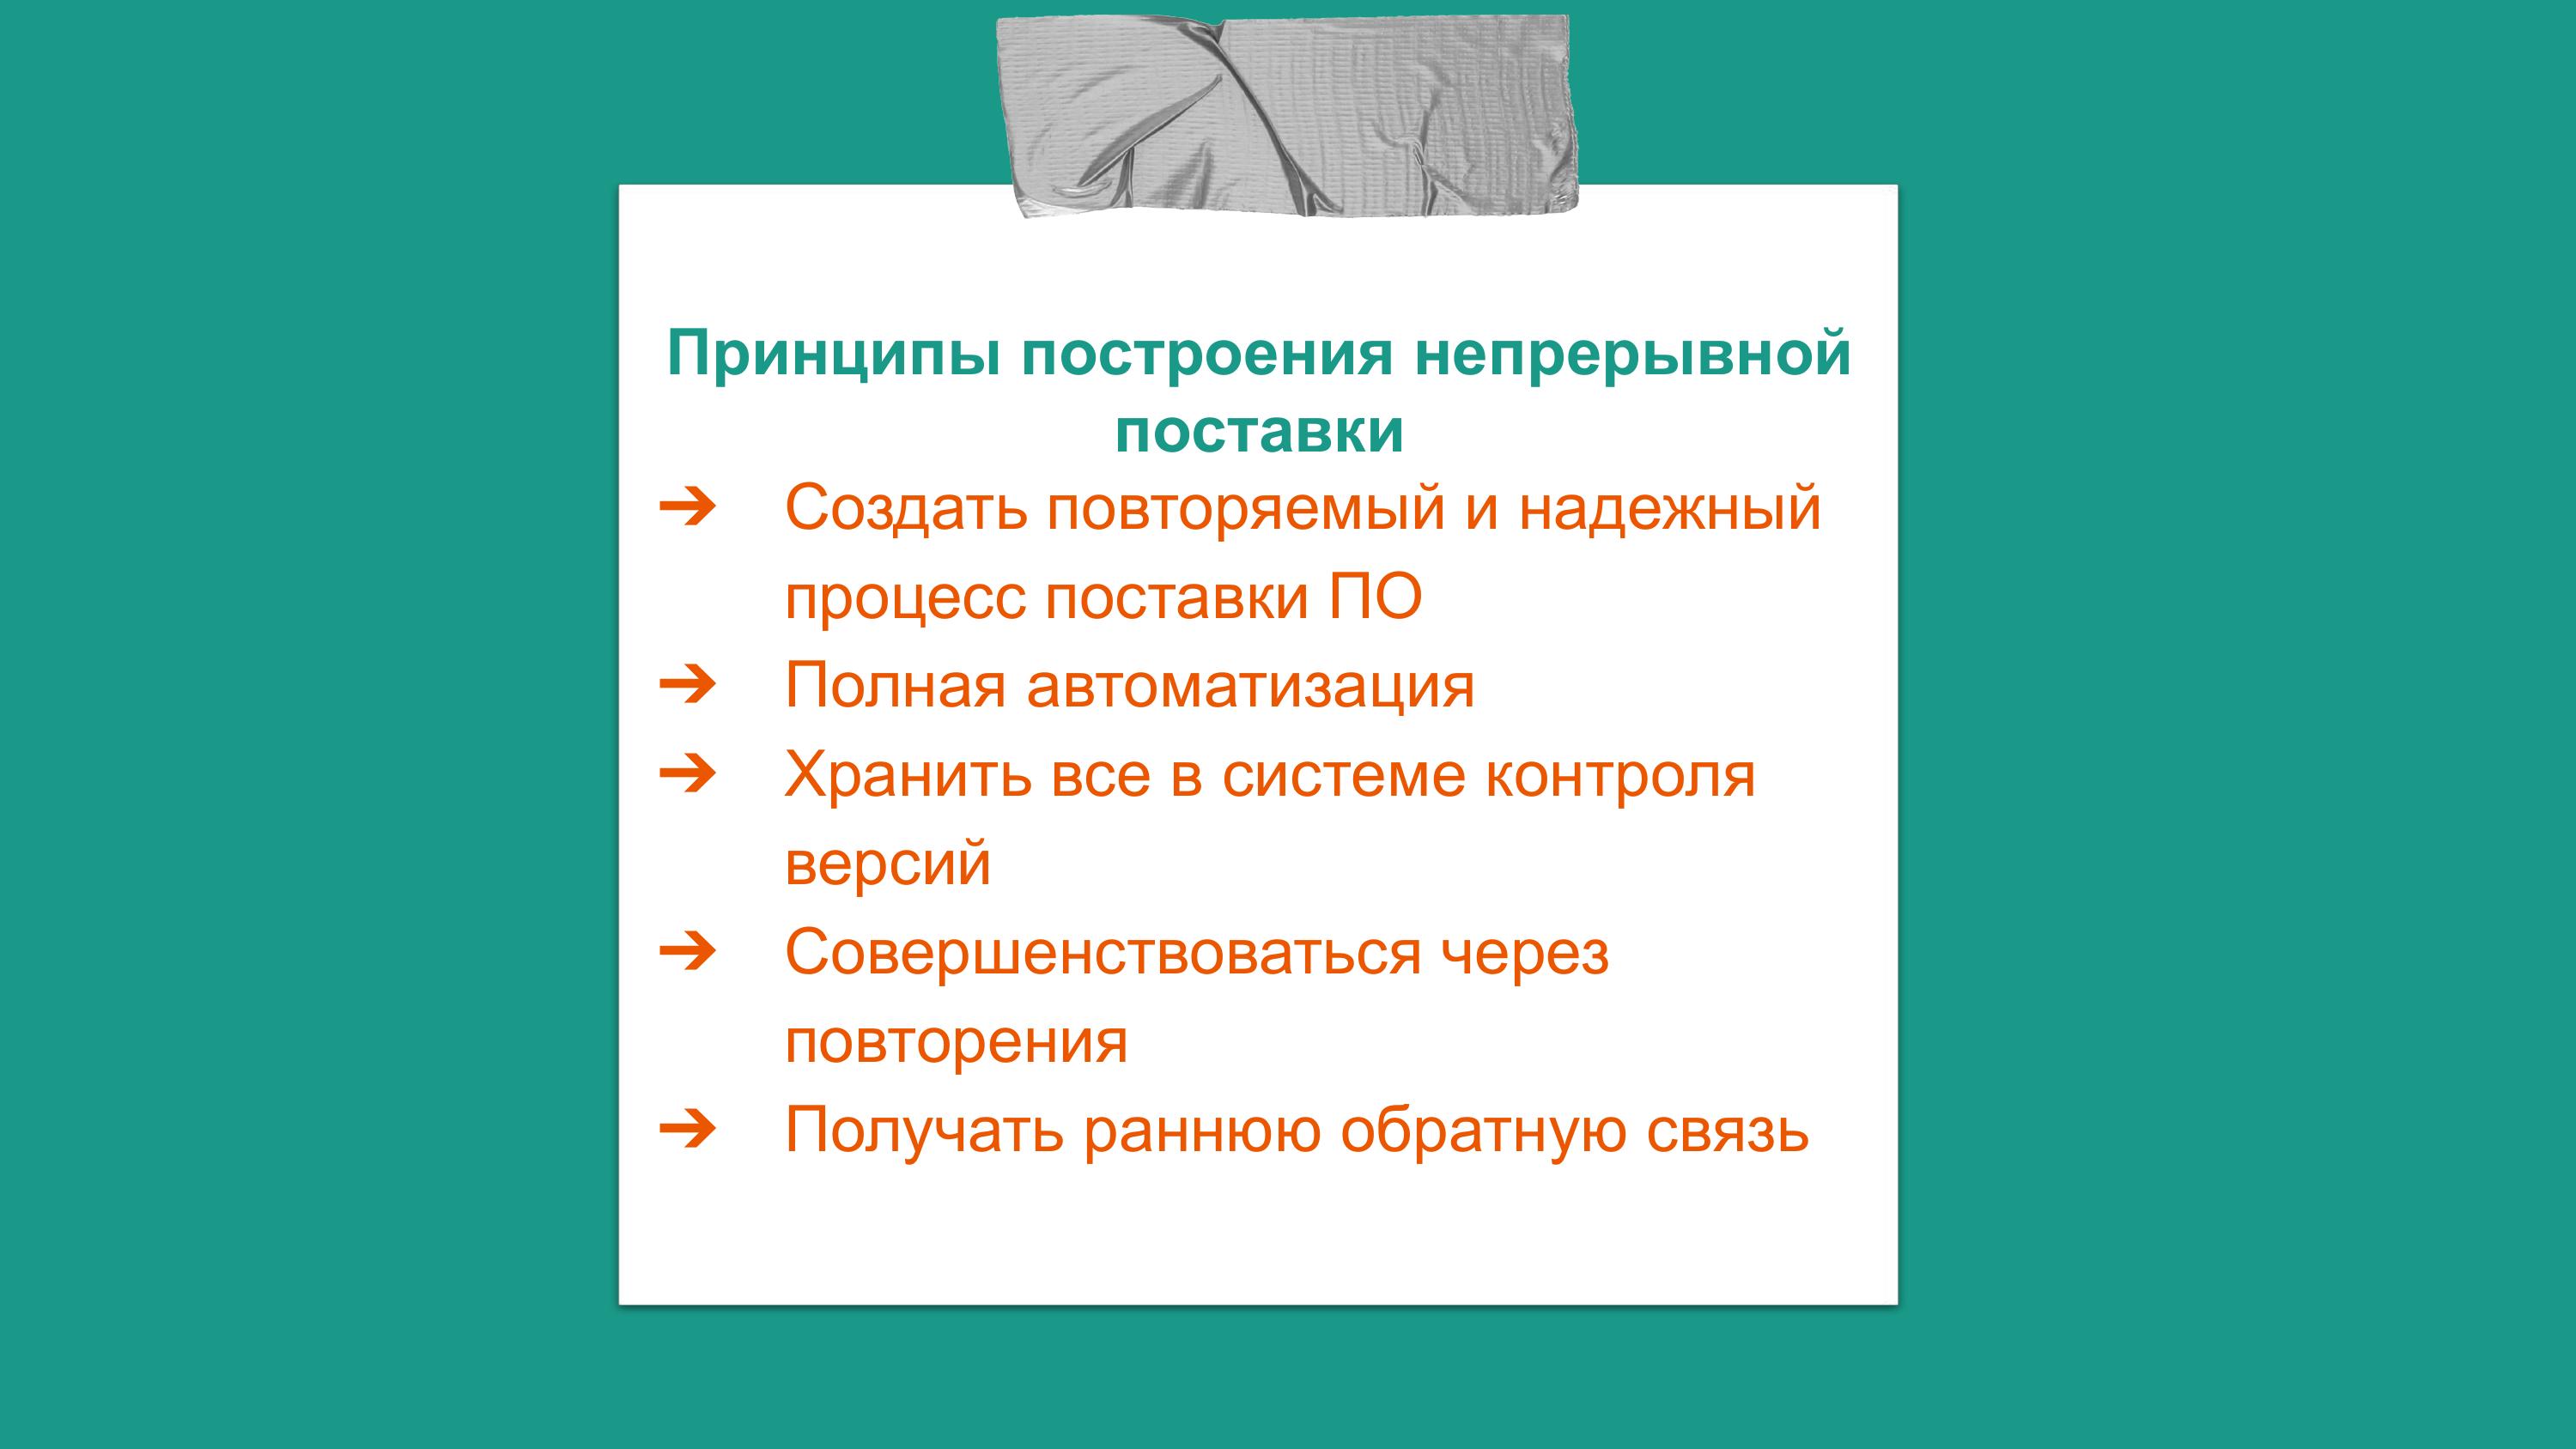 Принципы построения непрерывной
поставки
➔ Создать повторяемый и надежный
процесс поставки ПО
➔ Полная автоматизация
➔ Хранить все в системе контроля
версий
➔ Совершенствоваться через
повторения
➔ Получать раннюю обратную связь